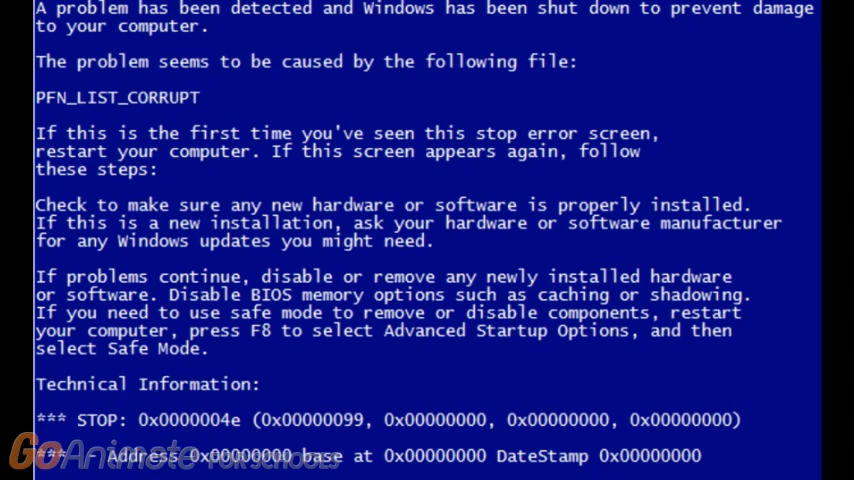 A problem has been detected and Windows has been shut down to prevent damage
to your computer.
The problem seems to be caused by the following file:
PFN_LIST_CORRUPT
If this is the first time you've seen this stop error screen,
restart your computer. If this screen appears again, follow
these steps:
Check to make sure any new hardware or software is properly installed.
If this is a new installation, ask your hardware or software manufacturer
for any Windows updates you might need.
If problems continue, disable or remove any newly installed hardware
or software. Disable BIOS memory options such as caching or shadowing.
If you need to use safe mode to remove or disable components, restart
your computer, press F8 to select Advanced Startup Options, and then
select Safe Mode.
Technical Information:
*** STOP: 0x0000004e (0x00000099, 0x00000000, 0x00000000, 0x00000000)
*** - Address 0x00000000 base at 0x00000000 DateStamp 0x00000000
GoAnimate FOR SCHOOLS